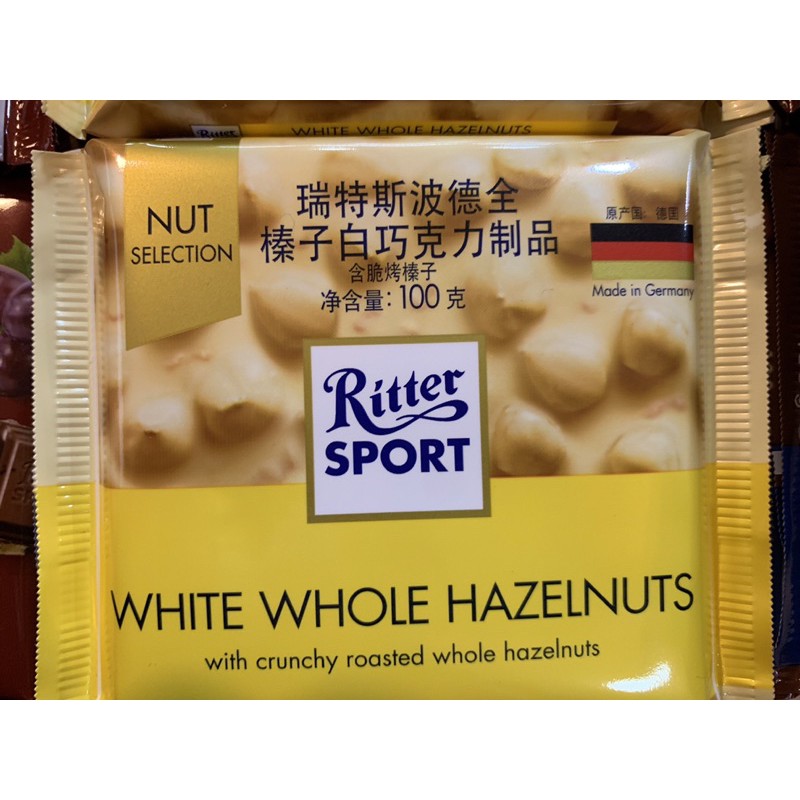 Ritter
WHITE WHOLE HAZELNUTS
NUT
SELECTION
瑞特斯波德全
榛子白巧克力制品
含脆烤榛子
净含量:100克
原产国 德国
Made in Germany
Ritter
SPORT
WHITE WHOLE HAZELNUTS
with crunchy roasted whole hazelnuts